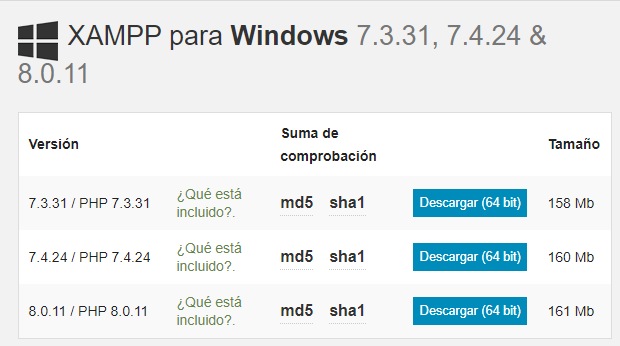 XAMPP para Windows 7.3.31, 7.4.24 &
8.0.11
Versión
Suma de
comprobación
Tamaño
7.3.31 / PHP 7.3.31
¿Qué está
incluido?.
md5 sha1
Descargar (64 bit)
158 Mb
7.4.24 / PHP 7.4.24
¿Qué está
incluido?.
md5 sha1
Descargar (64 bit)
160 Mb
8.0.11 / PHP 8.0.11
¿Qué está
incluido?.
md5 sha1
Descargar (64 bit)
161 Mb